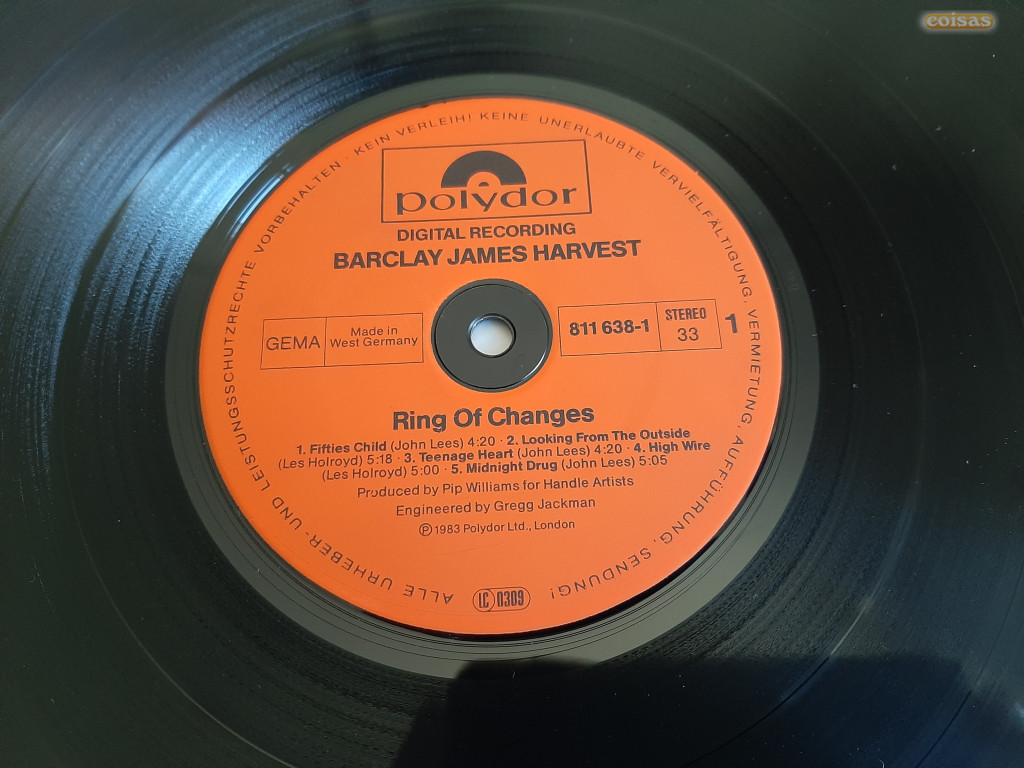 coisas
ALLE URHEBER- UND LEISTUNGSSCHUTZRECHTE VORBEHALTEN · KEIN VERLEIH! KEINE UNERLAUBTE VERVIELFÄLTIGUNG, VERMIETUNG, AUFFÜHRUNG, SENDUNG!
polydor
DIGITAL RECORDING
BARCLAY JAMES HARVEST
GEMA
Made in
West Germany
811 638-1
STEREO
33
1
Ring Of Changes
1. Fifties Child (John Lees) 4:20 · 2. Looking From The Outside
(Les Holroyd) 5:18 · 3. Teenage Heart (John Lees) 4:20 · 4. High Wire
(Les Holroyd) 5:00 · 5. Midnight Drug (John Lees) 5:05
Produced by Pip Williams for Handle Artists
Engineered by Gregg Jackman
Ⓟ 1983 Polydor Ltd., London
LC 0309